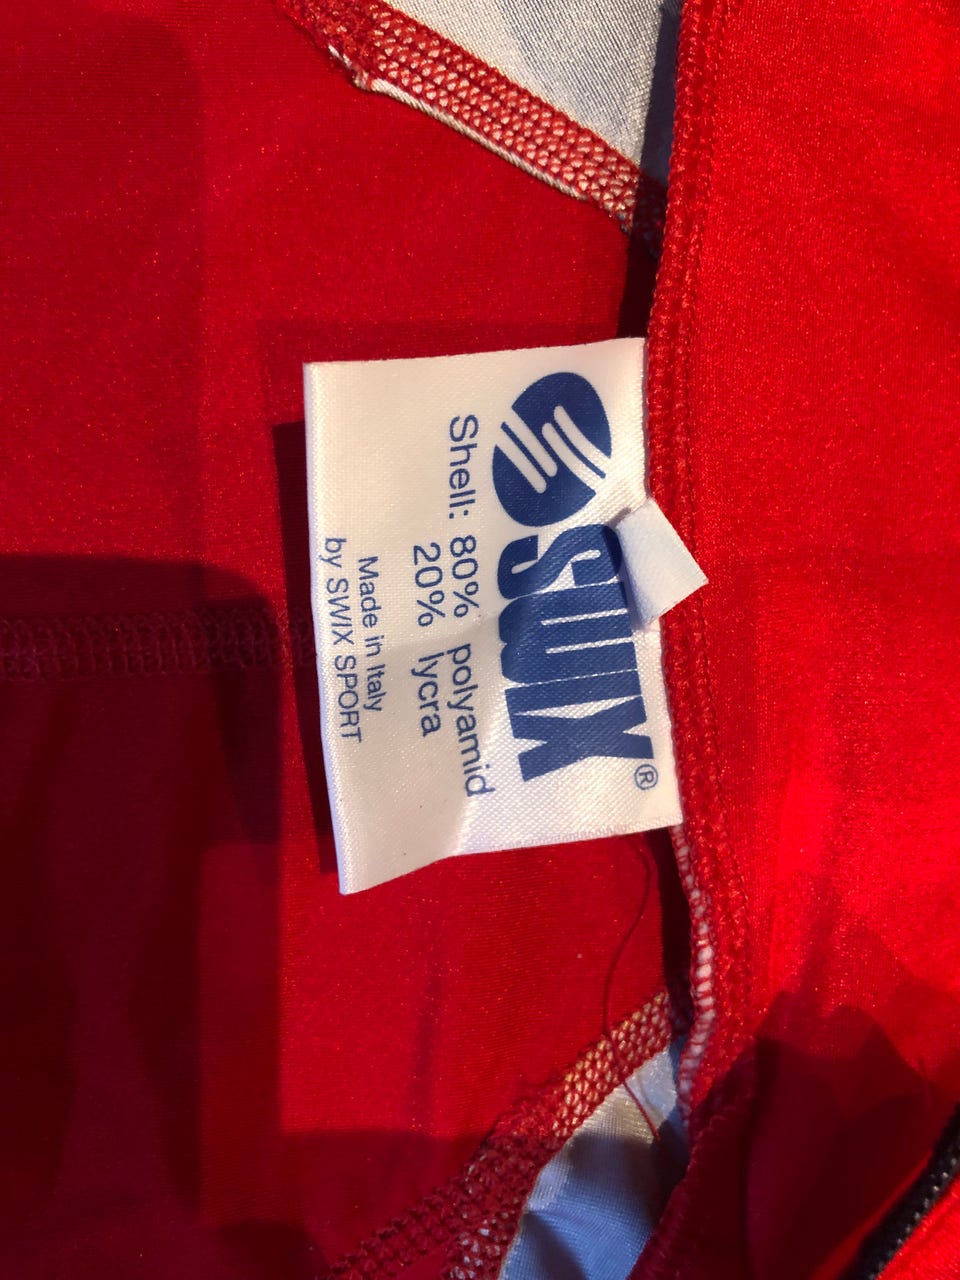 SWIX®
Shell: 80% polyamid
20% lycra
Made in Italy
by SWIX SPORT